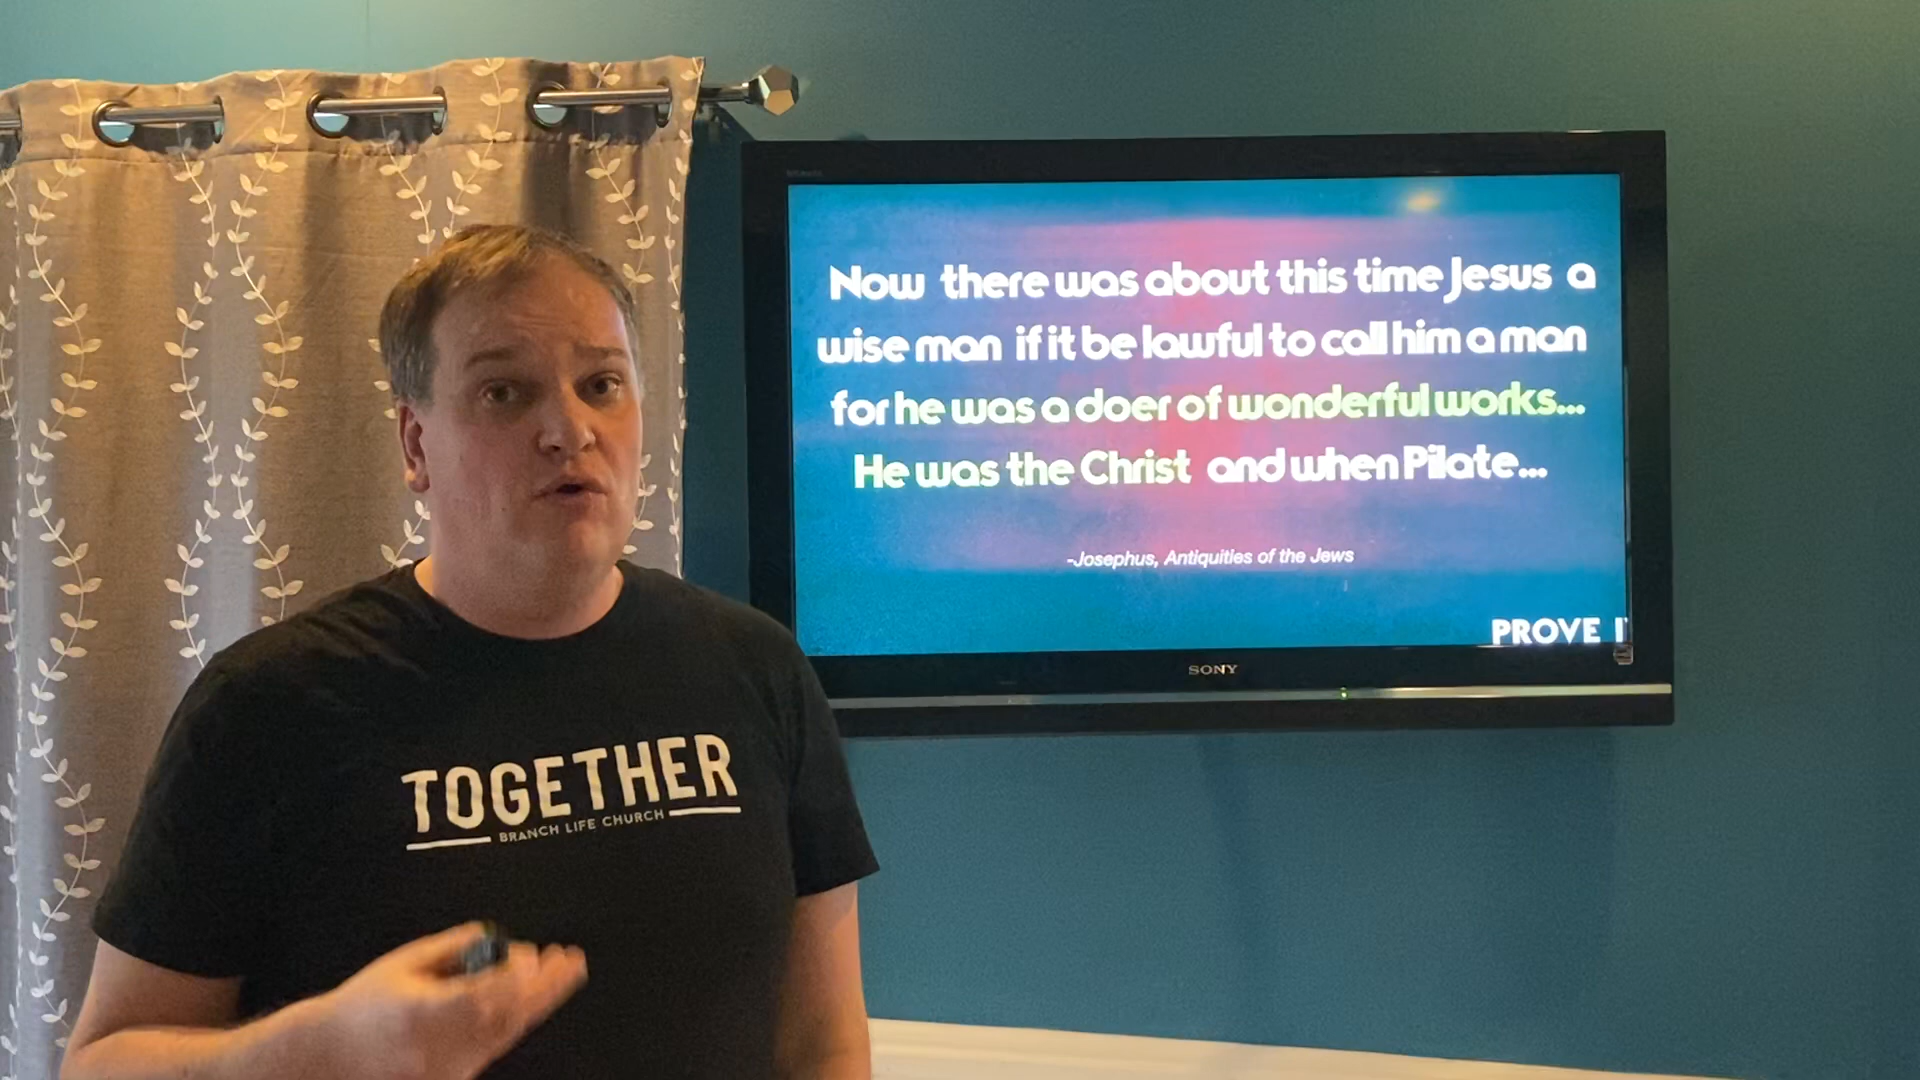 Now there was about this time Jesus a
wise man if it be lawful to call him a man
for he was a doer of wonderful works...
He was the Christ and when Pilate...
-Josephus, Antiquities of the Jews
PROVE IT
SONY
TOGETHER
BRANCH LIFE CHURCH